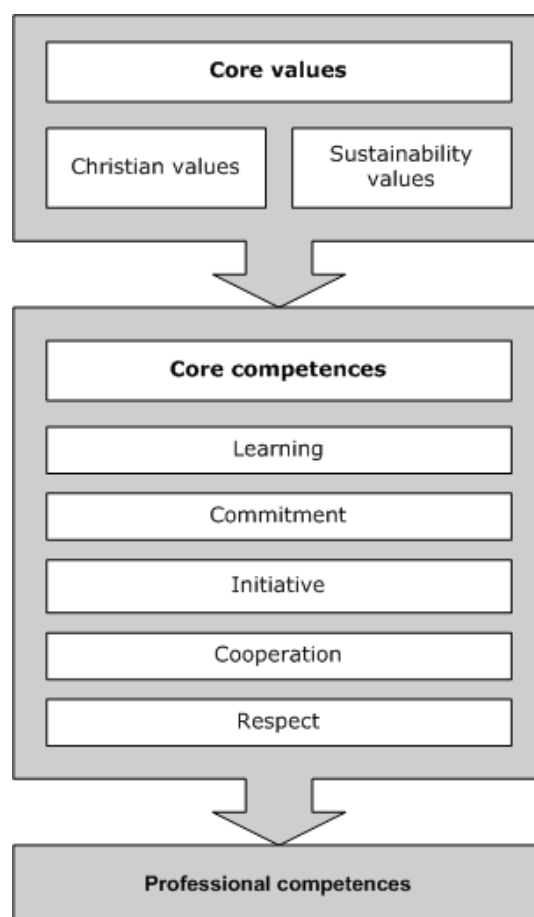 Core values
Christian values
Sustainability
values
Core competences
Learning
Commitment
Initiative
Cooperation
Respect
Professional competences